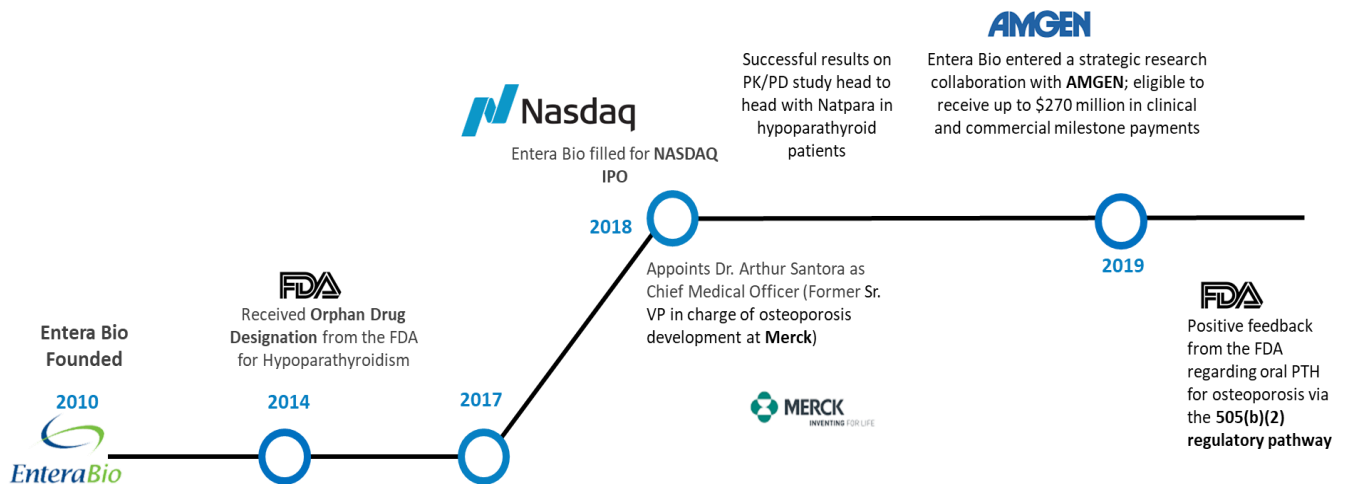 Entera Bio
Founded
2010
EnteraBio
FDA
Received Orphan Drug
Designation from the FDA
for Hypoparathyroidism
2014
2017
Nasdaq
Entera Bio filled for NASDAQ
IPO
2018
Appoints Dr. Arthur Santora as
Chief Medical Officer (Former Sr.
VP in charge of osteoporosis
development at Merck)
MERCK
INVENTING FOR LIFE
Successful results on
PK/PD study head to
head with Natpara in
hypoparathyroid
patients
AMGEN
Entera Bio entered a strategic research
collaboration with AMGEN; eligible to
receive up to $270 million in clinical
and commercial milestone payments
2019
FDA
Positive feedback
from the FDA
regarding oral PTH
for osteoporosis via
the 505(b)(2)
regulatory pathway